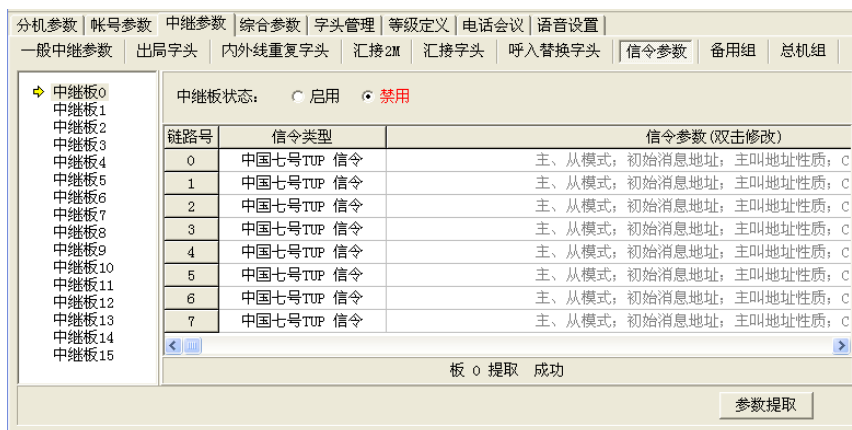 分机参数 帐号参数 中继参数 综合参数 字头管理 等级定义 电话会议 语音设置
一般中继参数 出局字头 内外线重复字头 汇接2M 汇接字头 呼入替换字头 信令参数 备用组 总机组
中继板0
中继板1
中继板2
中继板3
中继板4
中继板5
中继板6
中继板7
中继板8
中继板9
中继板10
中继板11
中继板12
中继板13
中继板14
中继板15
中继板状态: 启用 禁用
链路号 信令类型 信令参数(双击修改)
0 中国七号TUP 信令 主、从模式; 初始消息地址; 主叫地址性质; C
1 中国七号TUP 信令 主、从模式; 初始消息地址; 主叫地址性质; C
2 中国七号TUP 信令 主、从模式; 初始消息地址; 主叫地址性质; C
3 中国七号TUP 信令 主、从模式; 初始消息地址; 主叫地址性质; C
4 中国七号TUP 信令 主、从模式; 初始消息地址; 主叫地址性质; C
5 中国七号TUP 信令 主、从模式; 初始消息地址; 主叫地址性质; C
6 中国七号TUP 信令 主、从模式; 初始消息地址; 主叫地址性质; C
7 中国七号TUP 信令 主、从模式; 初始消息地址; 主叫地址性质; C
板 0 提取 成功
参数提取